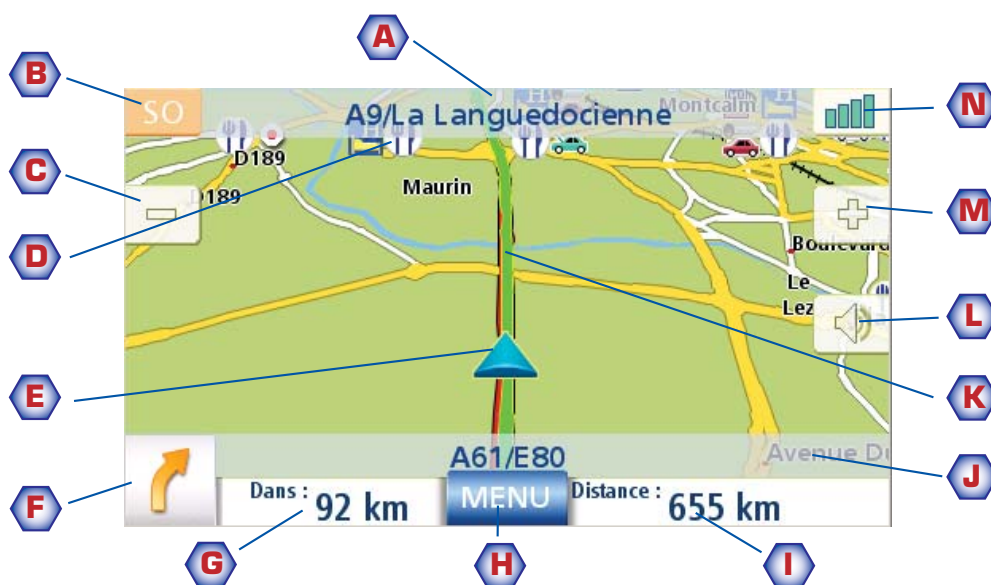 A
B
SO
A9/La Languedocienne
Montcalm
N
D189
C
D189
Maurin
M
D
Boulevard
Le
Lez
L
E
K
A61/E80
Avenue Du
J
F
Dans :
92 km
MENU
Distance :
655 km
G
H
I